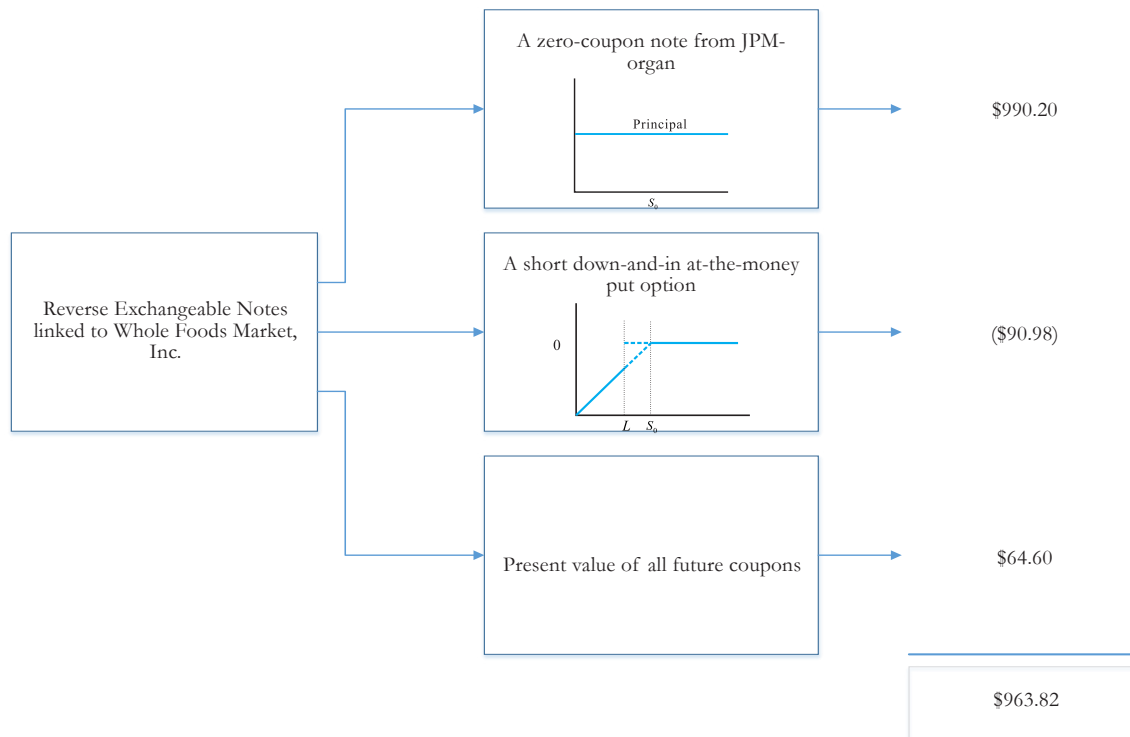 A zero-coupon note from JPM-
organ
Principal
S₀
$990.20
Reverse Exchangeable Notes
linked to Whole Foods Market,
Inc.
A short down-and-in at-the-money
put option
0
L S₀
($90.98)
Present value of all future coupons
$64.60
$963.82